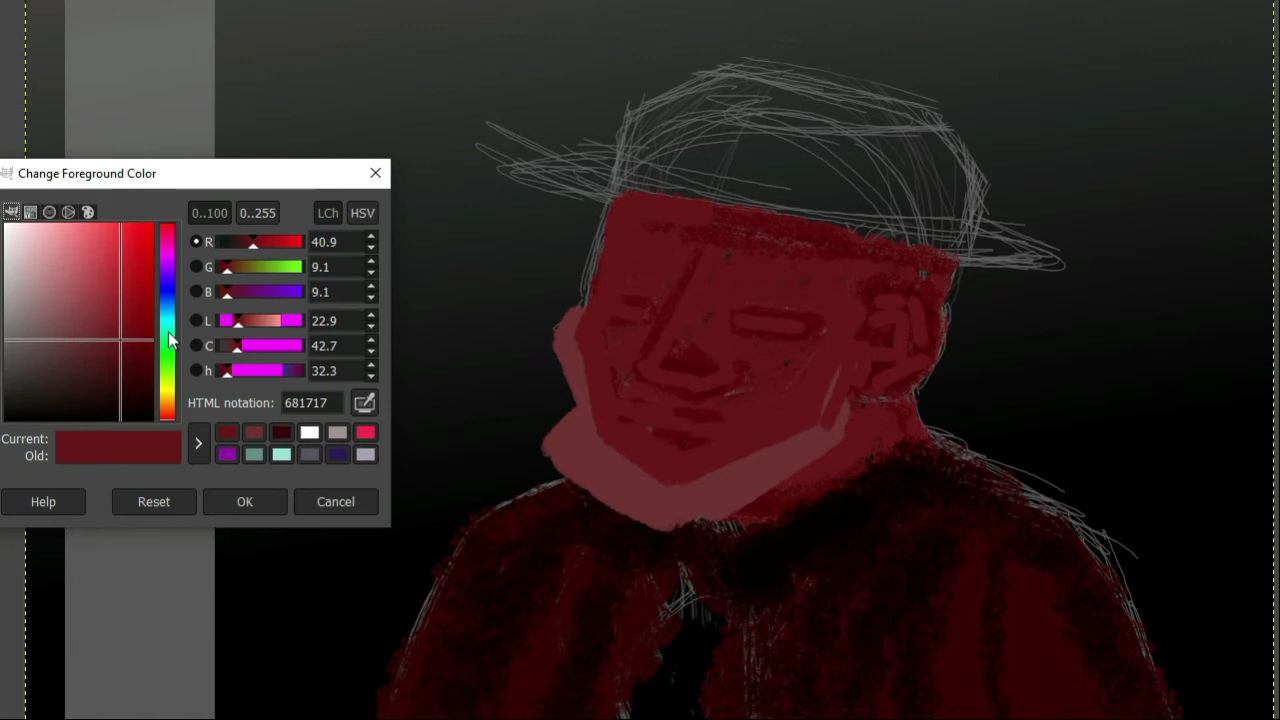 Change Foreground Color
0..100 0..255 LCh HSV
R 40.9
G 9.1
B 9.1
L 22.9
C 42.7
h 32.3
HTML notation: 681717
Current:
Old:
Help Reset OK Cancel